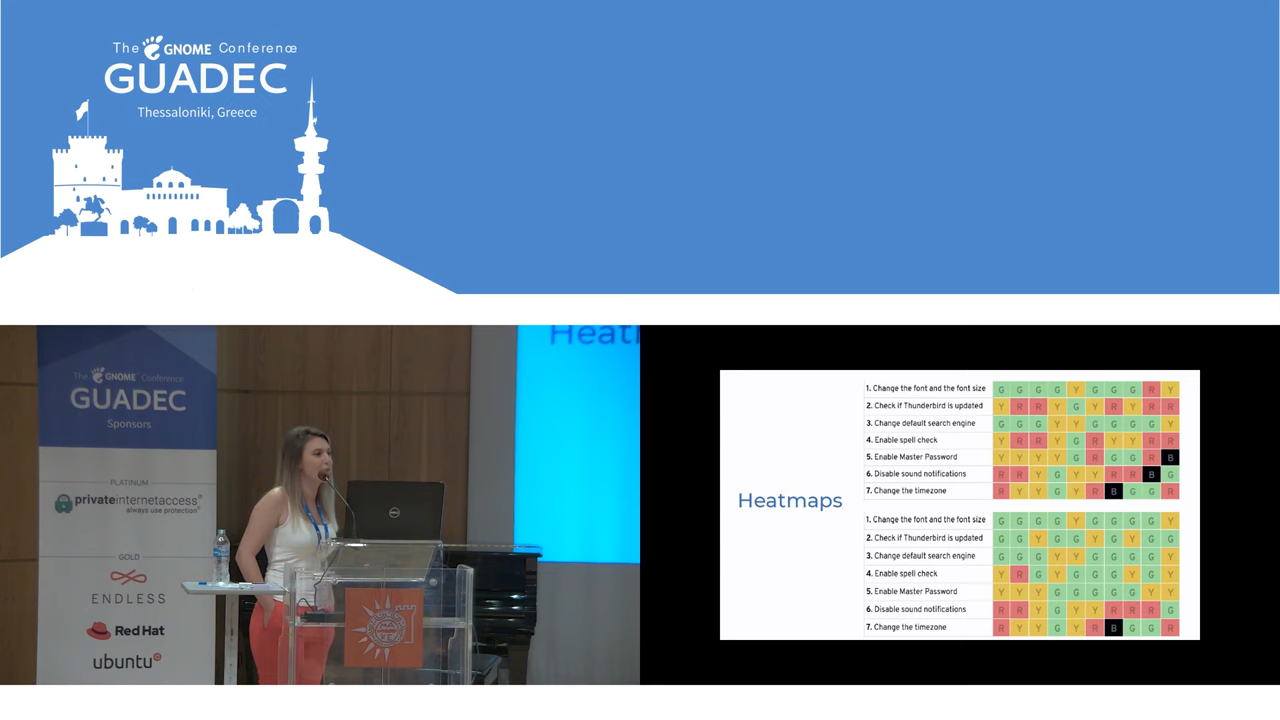 The GNOME Conference
GUADEC
Thessaloniki, Greece
The GNOME Conference
GUADEC
Sponsors
PLATINUM
privateinternetaccess®
always use protection®
GOLD
ENDLESS
Red Hat
ubuntu®
DELL
Heatmaps
1. Change the font and the font size G G G G Y G G G R Y
2. Check if Thunderbird is updated Y R R Y G Y R Y R R
3. Change default search engine G G G Y Y G G G G Y
4. Enable spell check Y R R Y G R Y Y R R
5. Enable Master Password Y Y Y Y G R G G R B
6. Disable sound notifications R R Y G Y Y R R B G
7. Change the timezone R Y Y G Y R B G G R
1. Change the font and the font size G G G G Y G G G G Y
2. Check if Thunderbird is updated G G Y G G Y G Y G G
3. Change default search engine G G G Y Y G G G G Y
4. Enable spell check Y R G Y G G G Y G Y
5. Enable Master Password Y Y Y G G G G G Y Y
6. Disable sound notifications R R Y G Y Y R R R G
7. Change the timezone R Y Y G Y R B G G R